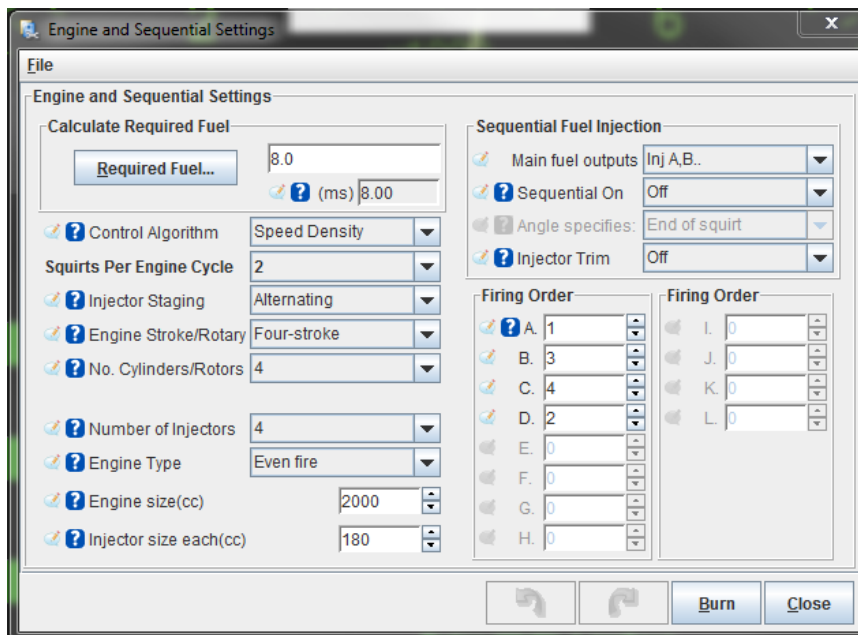 Engine and Sequential Settings
x
File
Engine and Sequential Settings
Calculate Required Fuel
Required Fuel...
8.0
? (ms) 8.00
? Control Algorithm Speed Density
Squirts Per Engine Cycle 2
? Injector Staging Alternating
? Engine Stroke/Rotary Four-stroke
? No. Cylinders/Rotors 4
? Number of Injectors 4
? Engine Type Even fire
? Engine size(cc) 2000
? Injector size each(cc) 180
Sequential Fuel Injection
Main fuel outputs Inj A,B..
? Sequential On Off
? Angle specifies: End of squirt
? Injector Trim Off
Firing Order
? A. 1
B. 3
C. 4
D. 2
E. 0
F. 0
G. 0
H. 0
Firing Order
I. 0
J. 0
K. 0
L. 0
Burn
Close